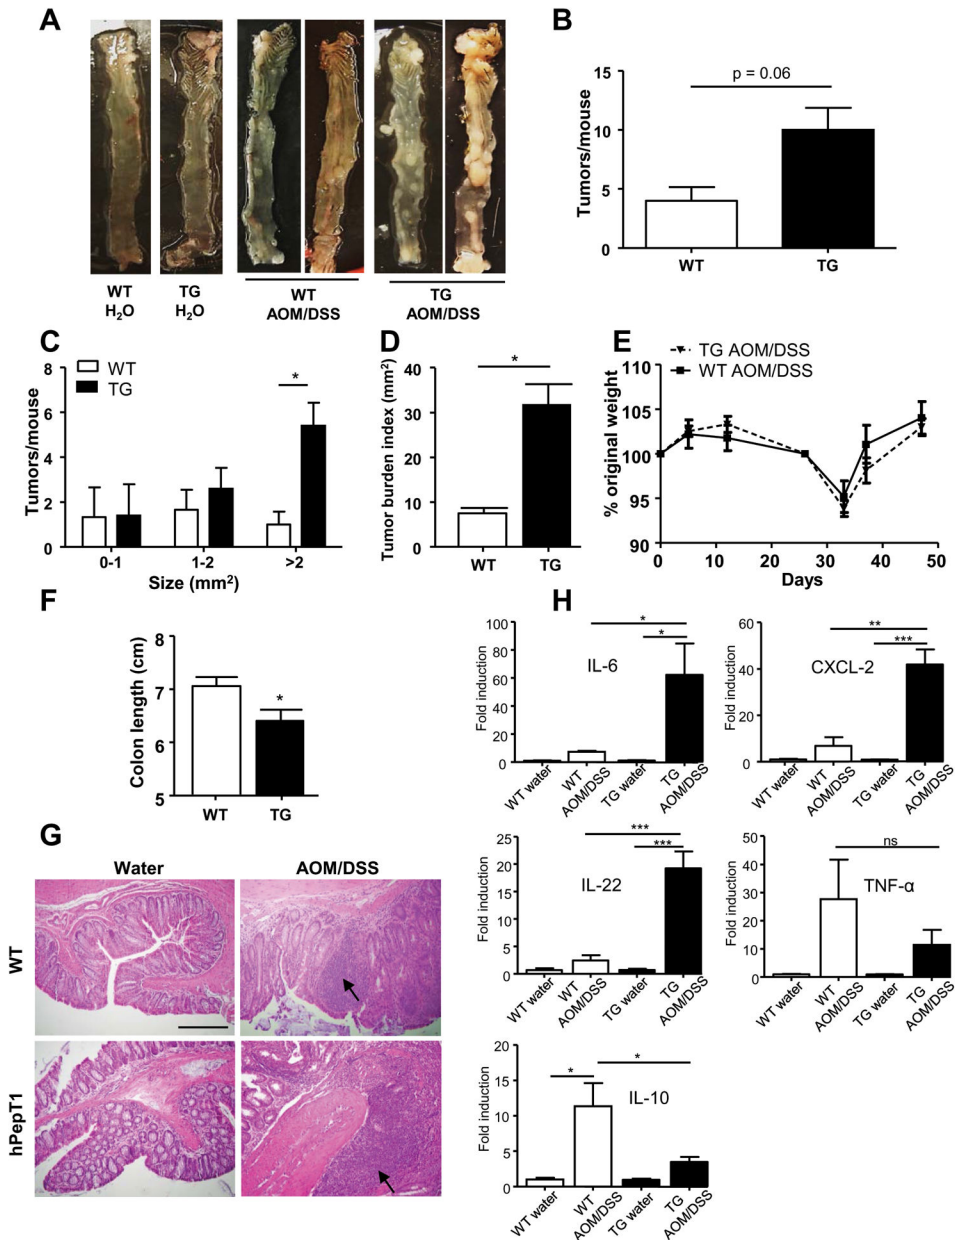 A
WT
H2O
TG
H2O
WT
AOM/DSS
TG
AOM/DSS
B
Tumors/mouse
15
10
5
0
p = 0.06
WT
TG
C
WT
TG
Tumors/mouse
8
6
4
2
0
*
0-1
1-2
>2
Size (mm2)
D
Tumor burden index (mm2)
40
30
20
10
0
*
WT
TG
E
TG AOM/DSS
WT AOM/DSS
% original weight
110
105
100
95
90
0
10
20
30
40
50
Days
F
Colon length (cm)
8
7
6
5
*
WT
TG
G
Water
AOM/DSS
WT
hPepT1
H
Fold induction
100
80
60
40
20
0
IL-6
*
*
WT water
WT
AOM/DSS
TG water
TG
AOM/DSS
Fold induction
60
40
20
0
CXCL-2
**
***
WT water
WT
AOM/DSS
TG water
TG
AOM/DSS
Fold induction
25
20
15
10
5
0
IL-22
***
***
WT water
WT
AOM/DSS
TG water
TG
AOM/DSS
Fold induction
50
40
30
20
10
0
TNF-α
ns
WT water
WT
AOM/DSS
TG water
TG
AOM/DSS
Fold induction
15
10
5
0
IL-10
*
*
WT water
WT
AOM/DSS
TG water
TG
AOM/DSS